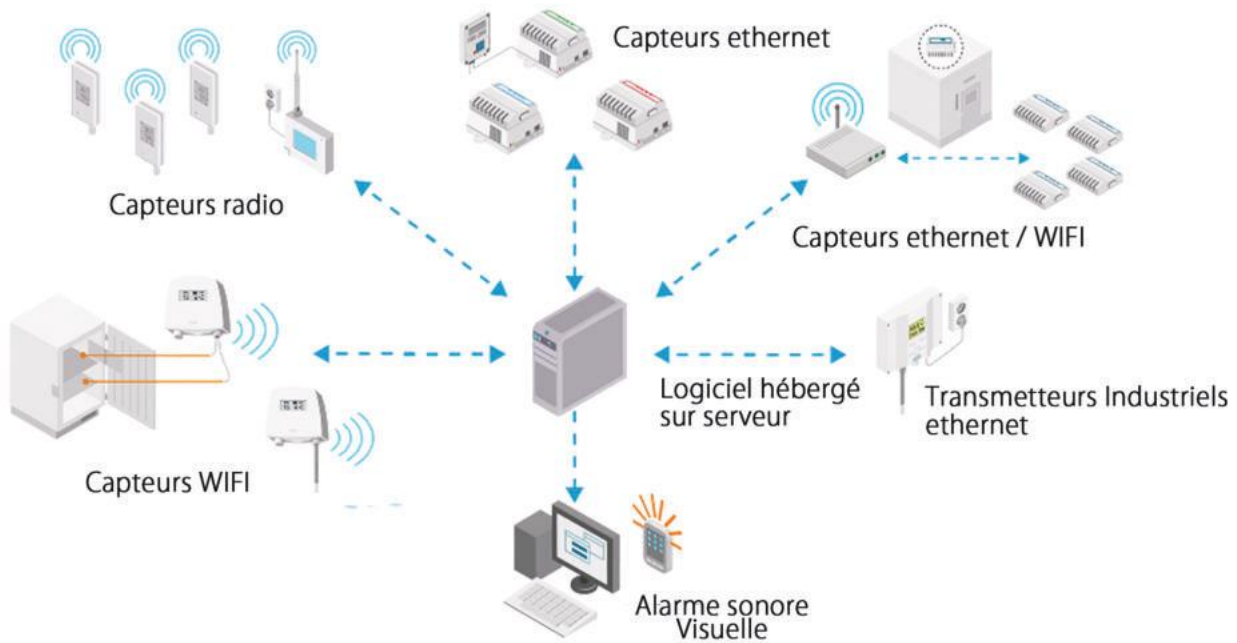 Capteurs ethernet
Capteurs radio
Capteurs ethernet / WIFI
Logiciel hébergé
sur serveur
Transmetteurs Industriels
ethernet
Capteurs WIFI
Alarme sonore
Visuelle